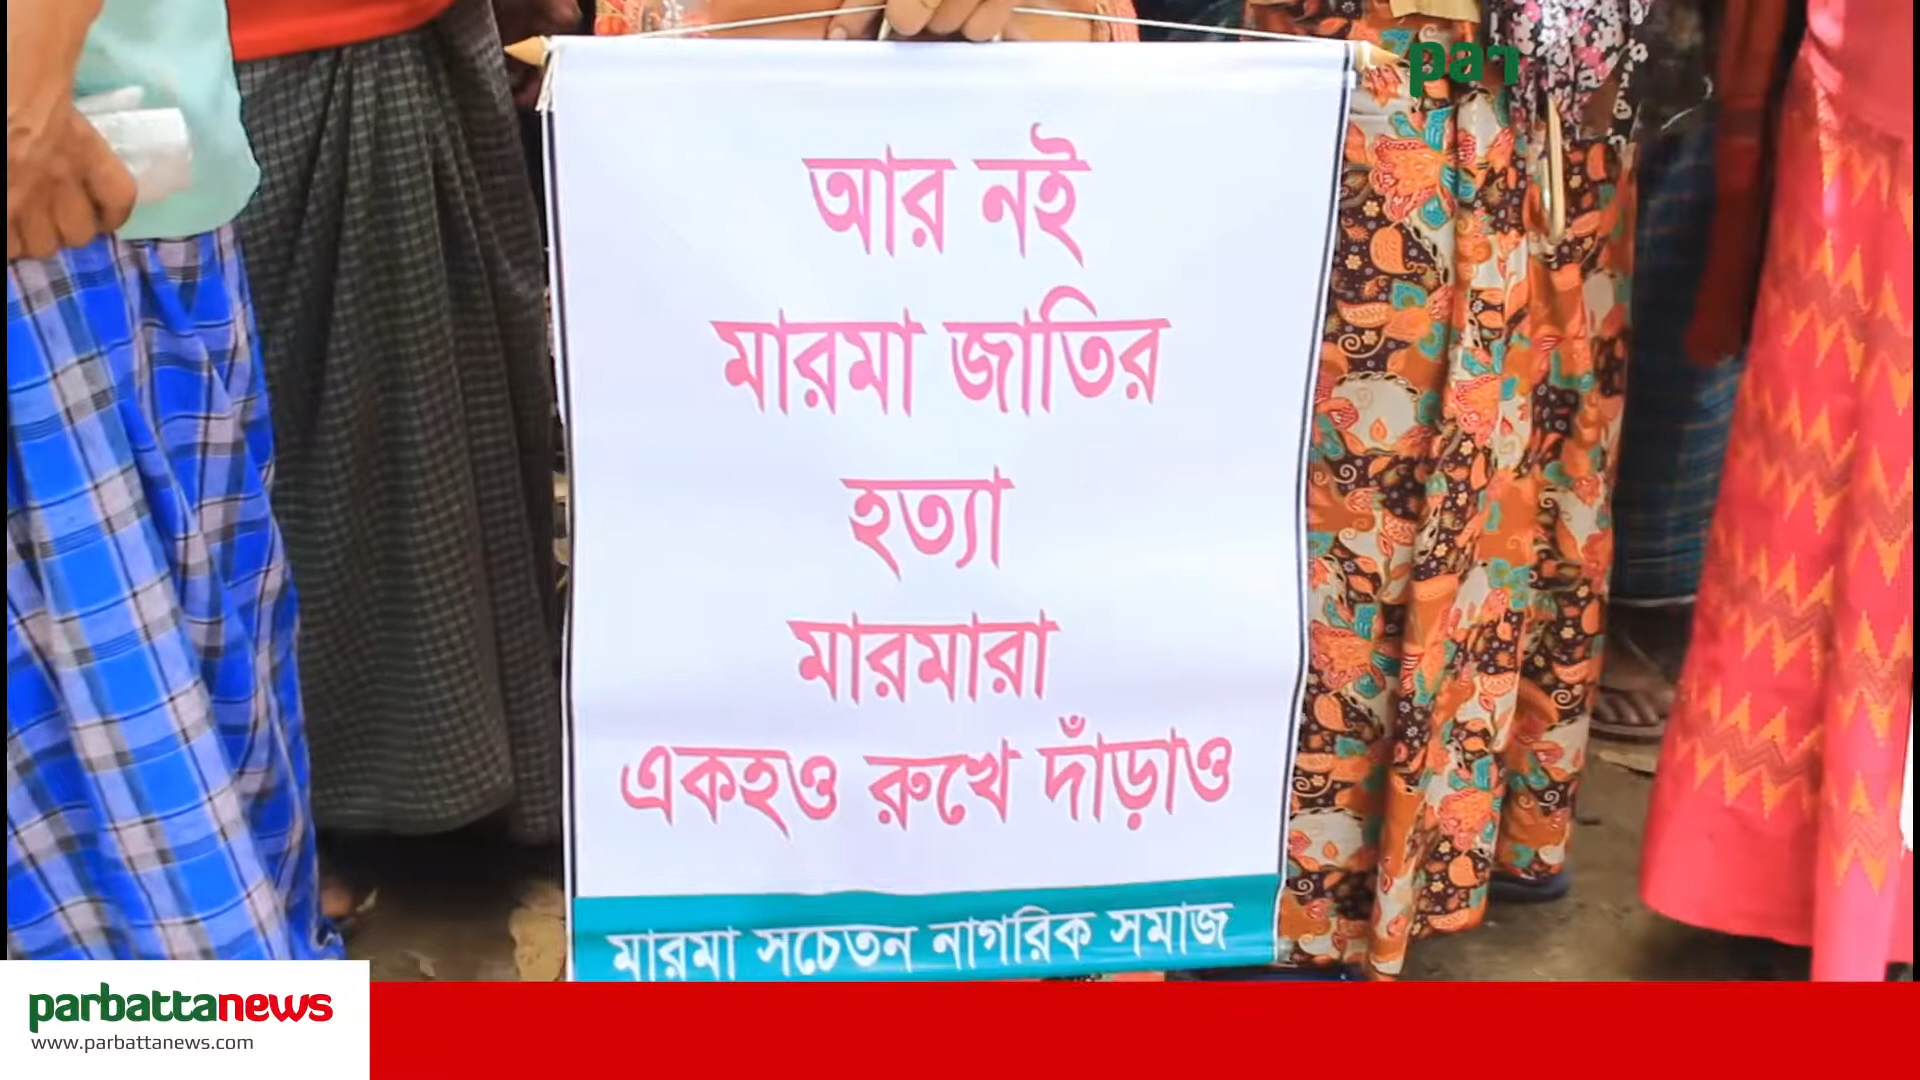 আর নই
মারমা জাতির
হত্যা
মারমারা
একহও রুখে দাঁড়াও
মারমা সচেতন নাগরিক সমাজ
parbattanews
www.parbattanews.com